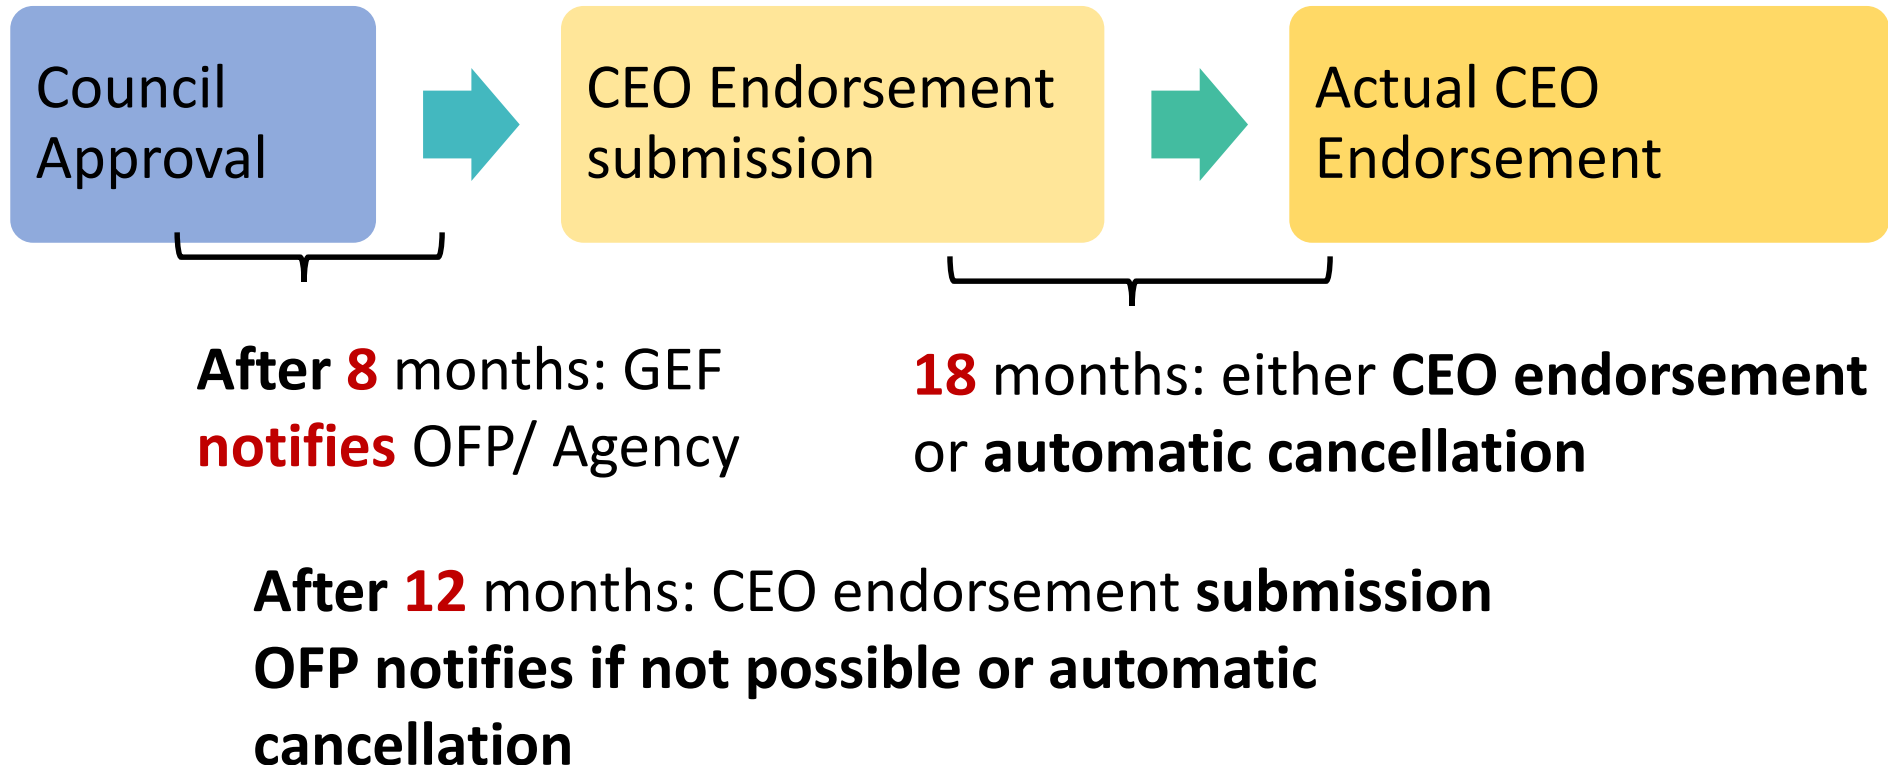 Council
Approval
CEO Endorsement
submission
Actual CEO
Endorsement
After 8 months: GEF
notifies OFP/ Agency
18 months: either CEO endorsement
or automatic cancellation
After 12 months: CEO endorsement submission
OFP notifies if not possible or automatic
cancellation